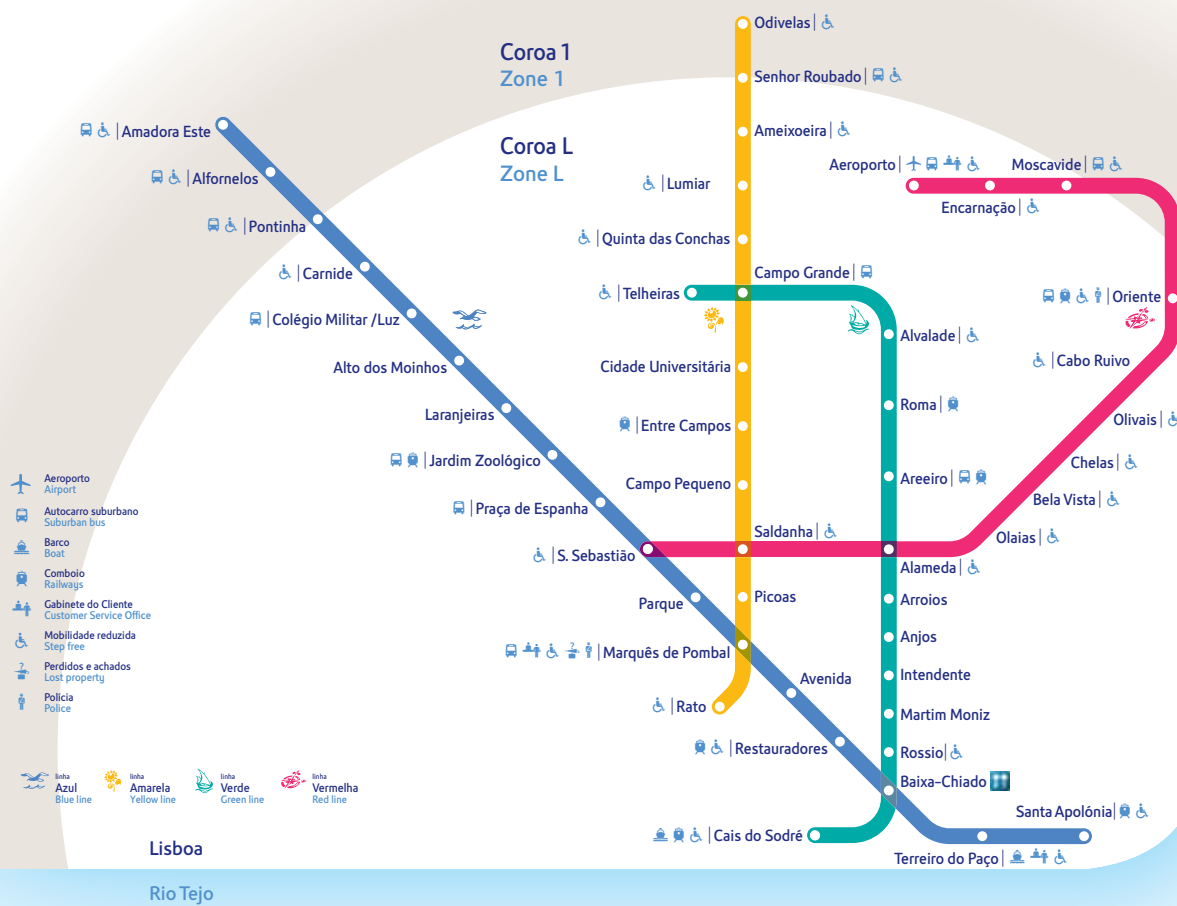 Coroa 1
Zone 1
Coroa L
Zone L
Odivelas
Senhor Roubado
Ameixoeira
Lumiar
Quinta das Conchas
Campo Grande
Telheiras
Cidade Universitária
Entre Campos
Campo Pequeno
Saldanha
Picoas
Marquês de Pombal
Rato
Amadora Este
Alfornelos
Pontinha
Carnide
Colégio Militar /Luz
Alto dos Moinhos
Laranjeiras
Jardim Zoológico
Praça de Espanha
S. Sebastião
Parque
Avenida
Restauradores
Baixa-Chiado
Terreiro do Paço
Santa Apolónia
Aeroporto
Encarnação
Moscavide
Oriente
Cabo Ruivo
Olivais
Chelas
Bela Vista
Olaias
Alameda
Alvalade
Roma
Areeiro
Arroios
Anjos
Intendente
Martim Moniz
Rossio
Cais do Sodré
Aeroporto
Airport
Autocarro suburbano
Suburban bus
Barco
Boat
Comboio
Railways
Gabinete do Cliente
Customer Service Office
Mobilidade reduzida
Step free
Perdidos e achados
Lost property
Policia
Police
linha
Azul
Blue line
linha
Amarela
Yellow line
linha
Verde
Green line
linha
Vermelha
Red line
Lisboa
Rio Tejo